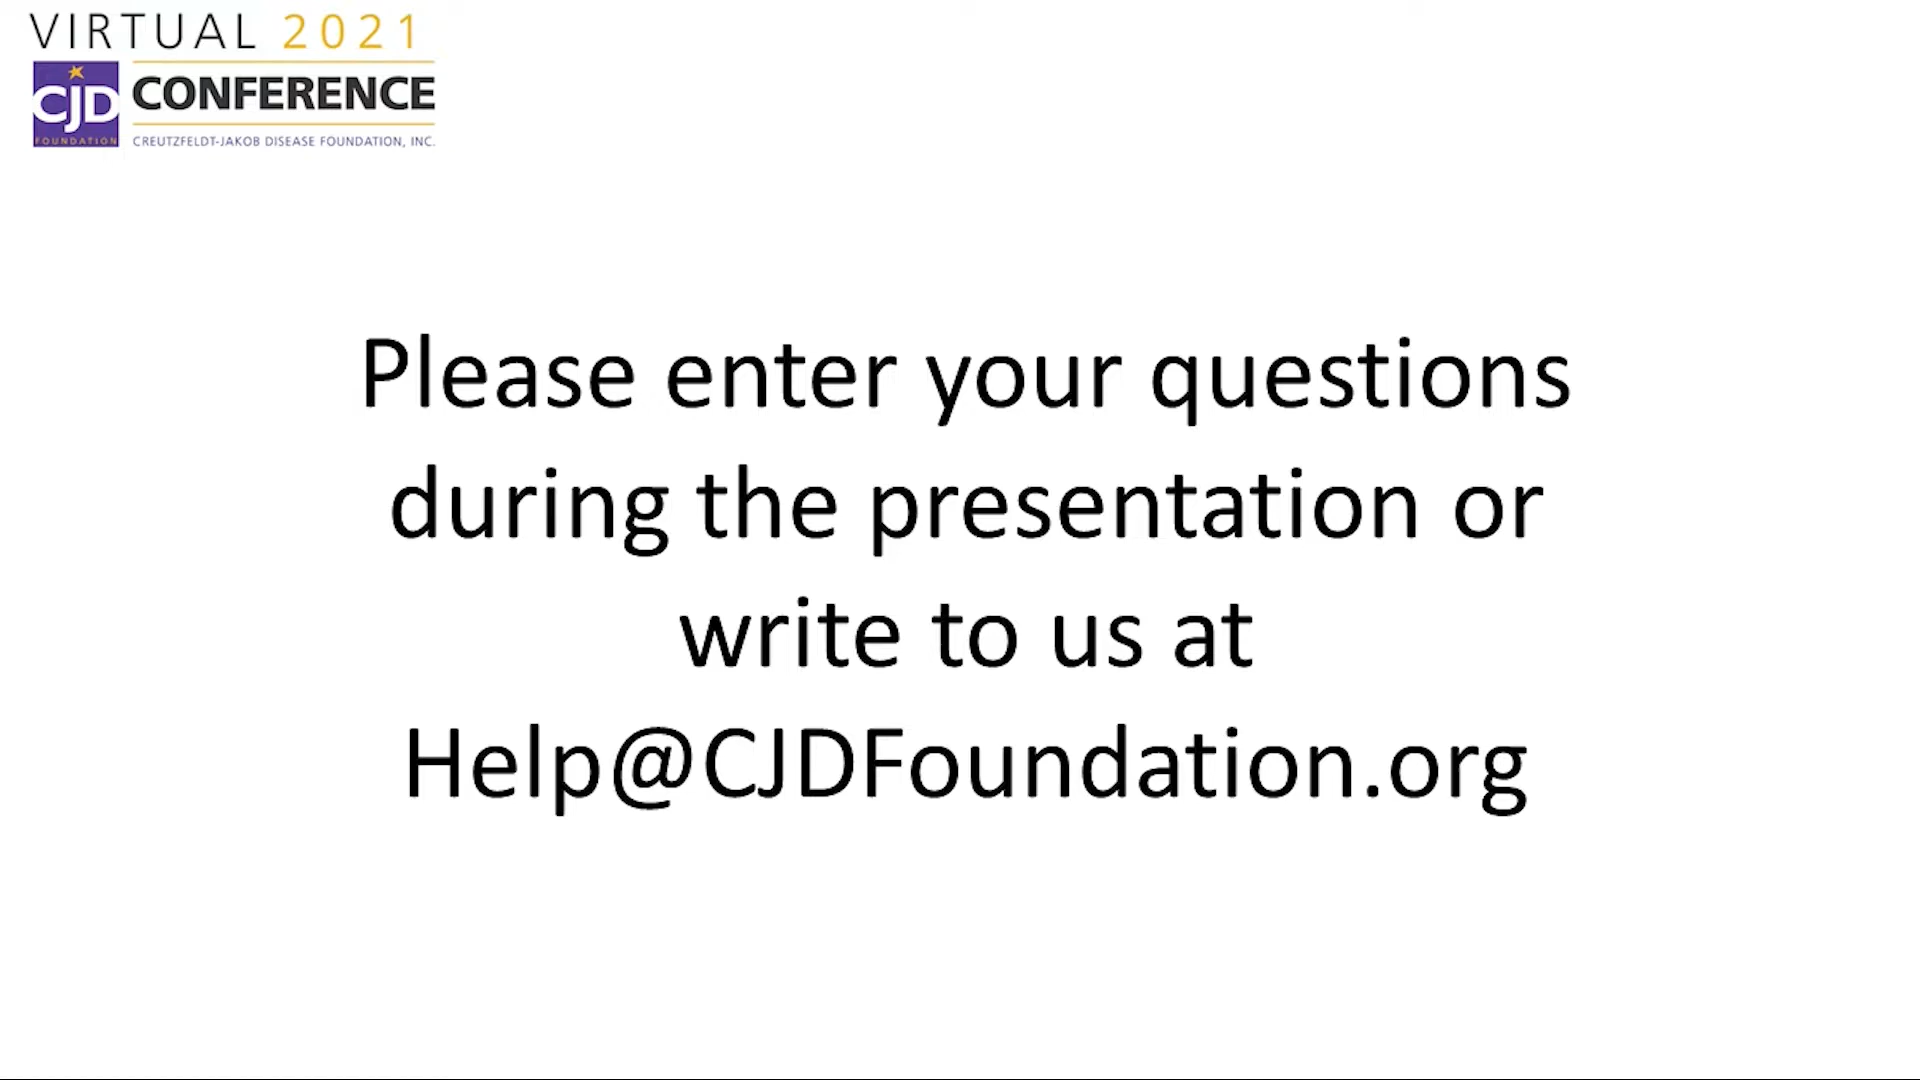 VIRTUAL 2021
CJD
FOUNDATION
CONFERENCE
CREUTZFELDT-JAKOB DISEASE FOUNDATION, INC.
Please enter your questions
during the presentation or
write to us at
Help@CJDFoundation.org